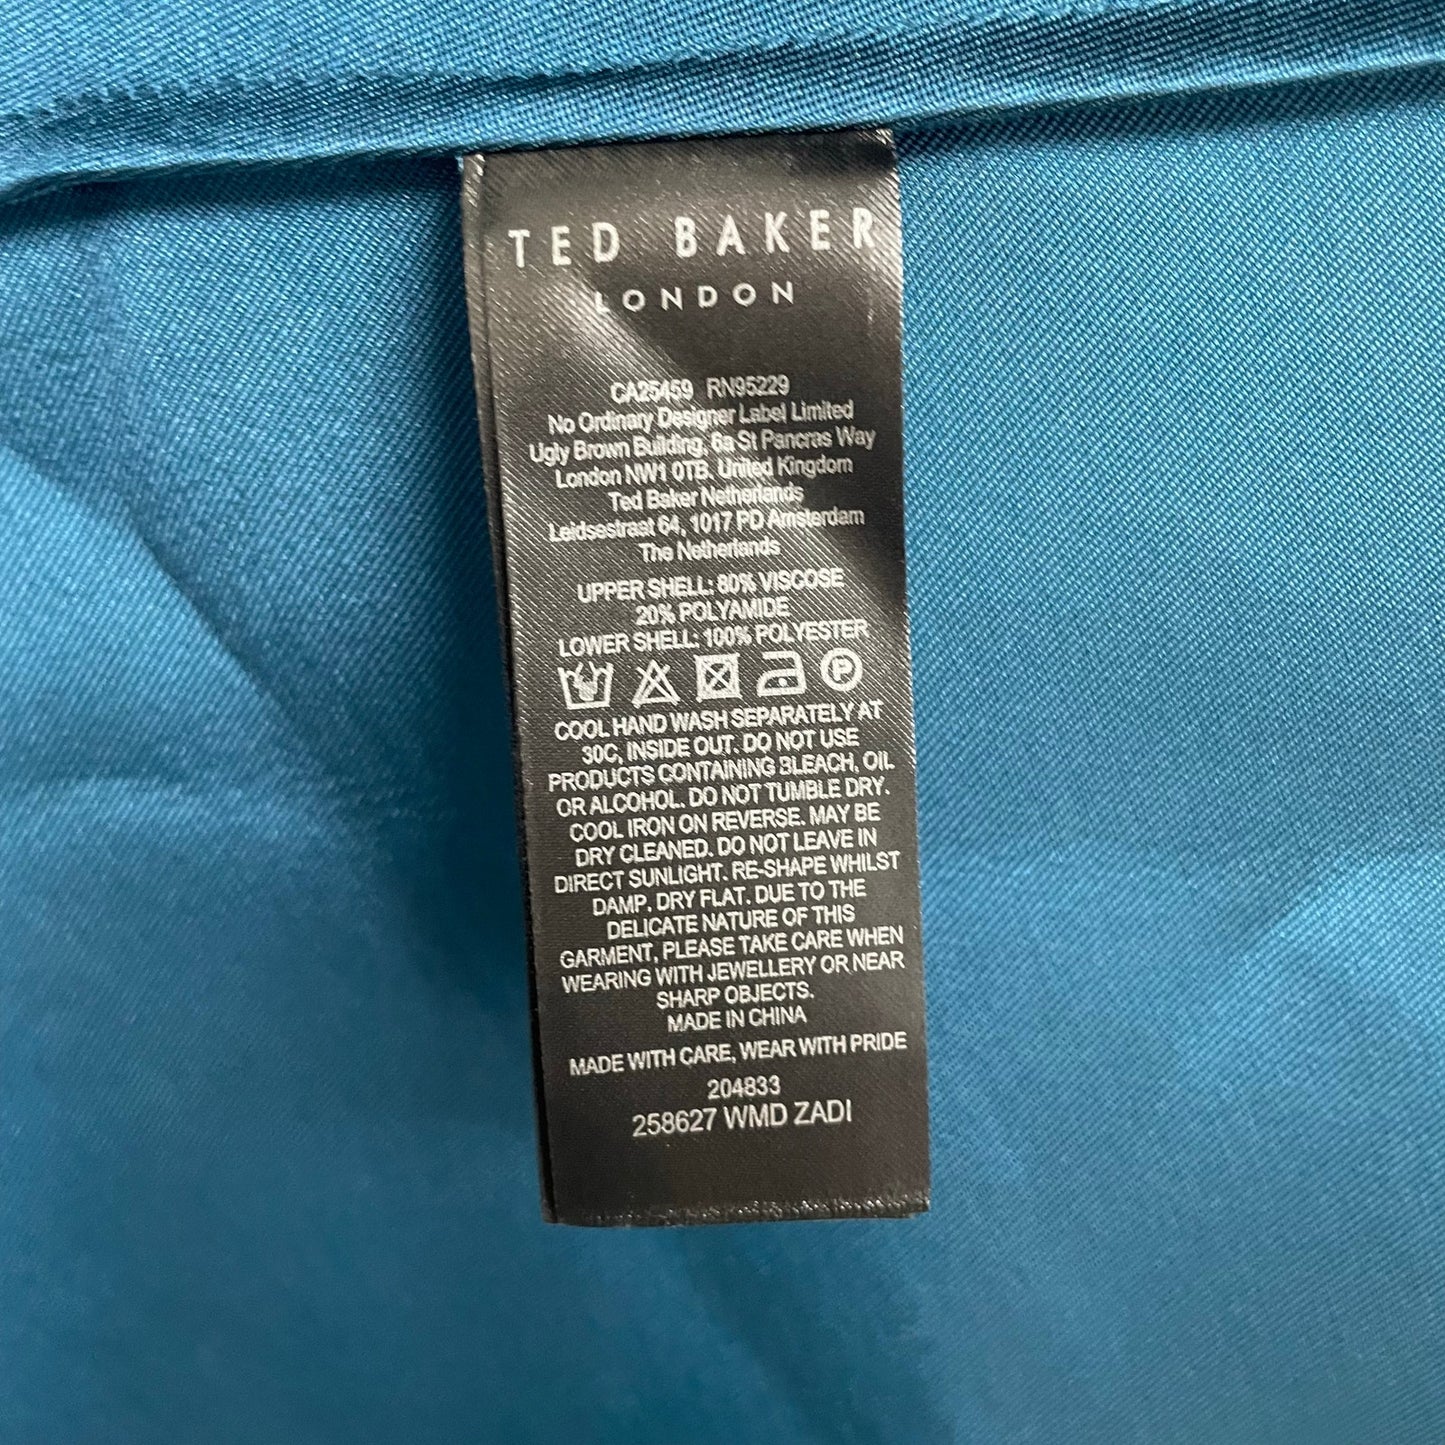 TED BAKER
LONDON
CA25459 RN95229
No Ordinary Designer Label Limited
Ugly Brown Building, 6a St Pancras Way
London NW1 0TB, United Kingdom
Ted Baker Netherlands
Leidsestraat 64, 1017 PD Amsterdam
The Netherlands
UPPER SHELL: 80% VISCOSE
20% POLYAMIDE
LOWER SHELL: 100% POLYESTER
P
COOL HAND WASH SEPARATELY AT
30C, INSIDE OUT. DO NOT USE
PRODUCTS CONTAINING BLEACH, OIL
OR ALCOHOL. DO NOT TUMBLE DRY.
COOL IRON ON REVERSE. MAY BE
DRY CLEANED. DO NOT LEAVE IN
DIRECT SUNLIGHT. RE-SHAPE WHILST
DAMP. DRY FLAT. DUE TO THE
DELICATE NATURE OF THIS
GARMENT, PLEASE TAKE CARE WHEN
WEARING WITH JEWELLERY OR NEAR
SHARP OBJECTS.
MADE IN CHINA
MADE WITH CARE, WEAR WITH PRIDE
204833
258627 WMD ZADI